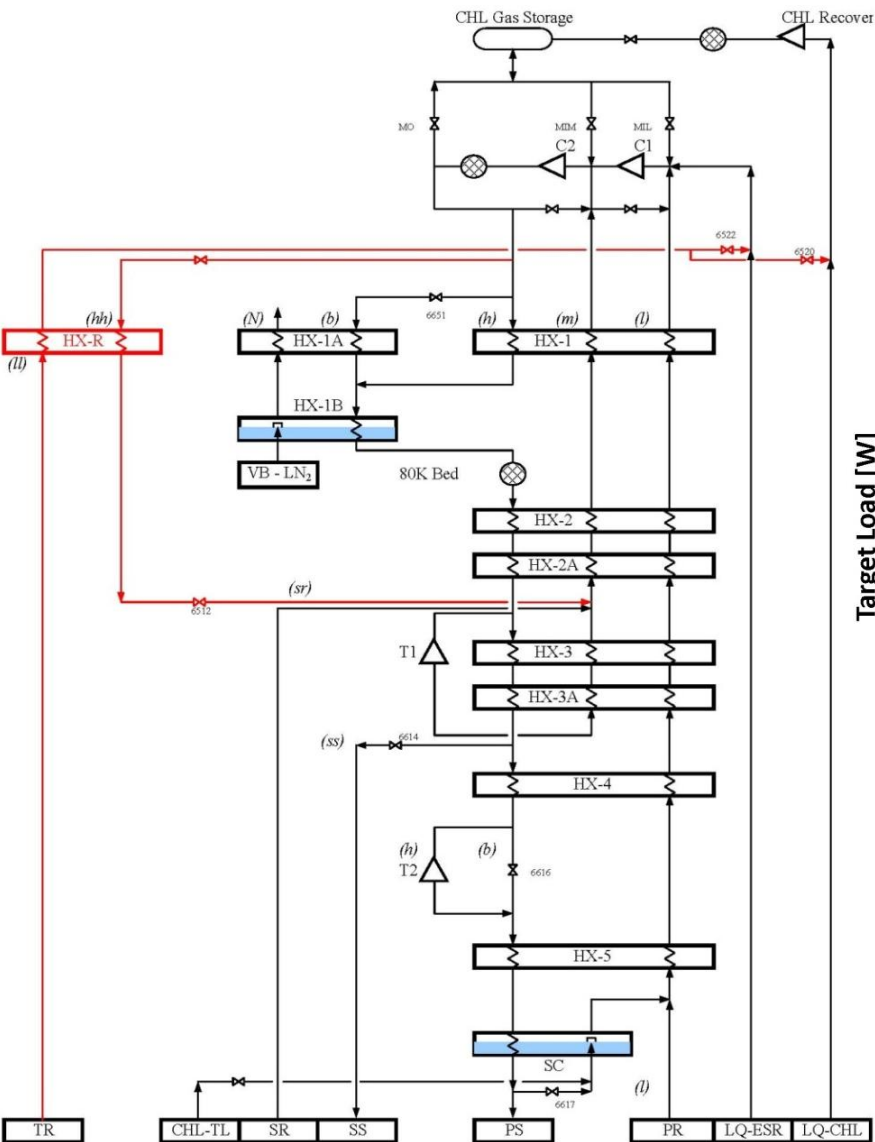 CHL Gas Storage
CHL Recover
MO
MIM
MIL
C2
C1
6522
6520
6651
(hh)
(N)
(b)
(h)
(m)
(l)
HX-R
HX-1A
HX-1
(ll)
HX-1B
VB - LN₂
80K Bed
HX-2
HX-2A
(sr)
6512
T1
HX-3
HX-3A
(ss)
6614
HX-4
(h)
(b)
T2
6616
HX-5
SC
6617
(l)
TR
CHL-TL
SR
SS
PS
PR
LQ-ESR
LQ-CHL
Target Load [W]